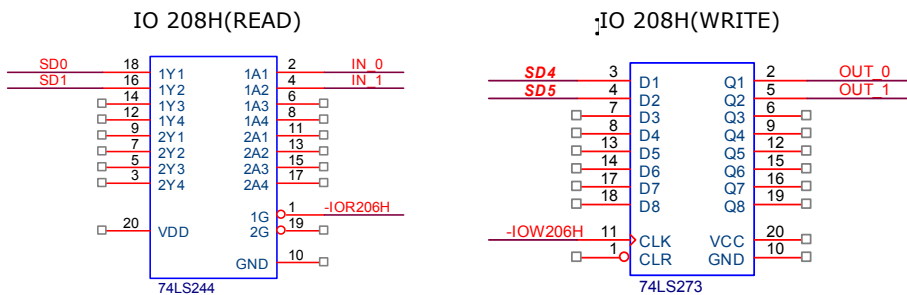 IO 208H(READ)
SD0 18 1Y1 1A1 2 IN_0
SD1 16 1Y2 1A2 4 IN_1
14 1Y3 1A3 6
12 1Y4 1A4 8
9 2Y1 2A1 11
7 2Y2 2A2 13
5 2Y3 2A3 15
3 2Y4 2A4 17
1G 1 -IOR206H
20 VDD 2G 19
GND 10
74LS244
;IO 208H(WRITE)
SD4 3 D1 Q1 2 OUT_0
SD5 4 D2 Q2 5 OUT_1
7 D3 Q3 6
8 D4 Q4 9
13 D5 Q5 12
14 D6 Q6 15
17 D7 Q7 16
18 D8 Q8 19
-IOW206H 11 CLK VCC 20
1 CLR GND 10
74LS273